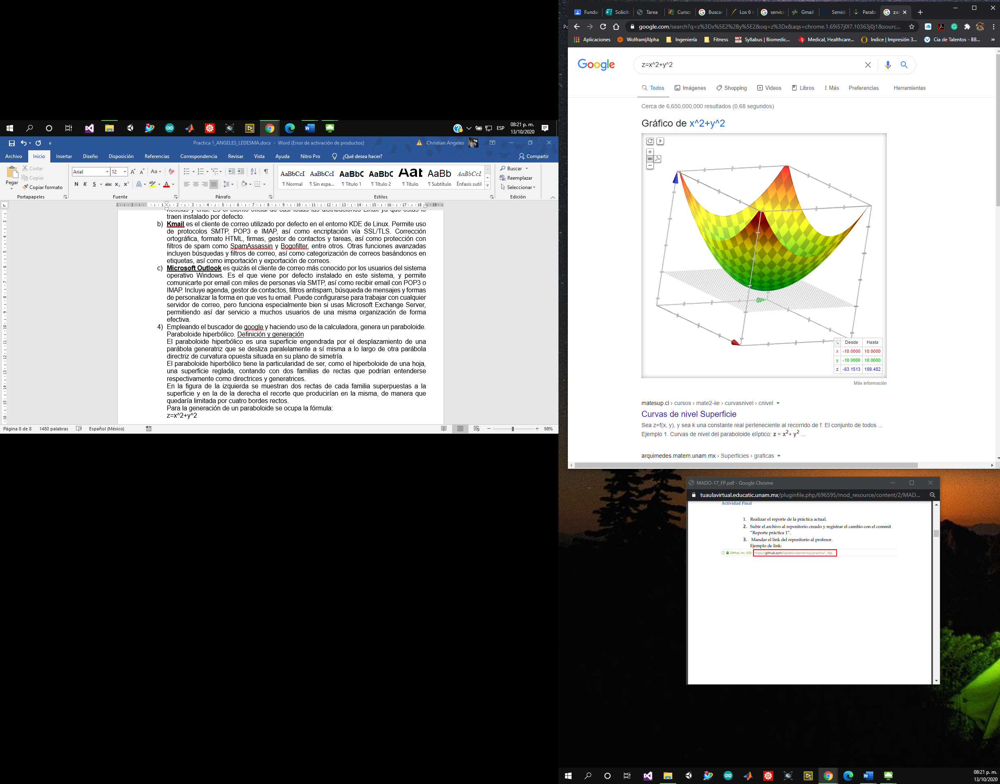 08:21 p. m.
ESP
13/10/2020
Practica 1_ANGELES_LEDESMA.docx - Word (Error de activación de productos)
Christian Angeles
Archivo Inicio Insertar Diseño Disposición Referencias Correspondencia Revisar Vista Ayuda Nitro Pro ¿Qué desea hacer? Compartir
Pegar
Cortar
Copiar
Copiar formato
Portapapeles
Arial 12
N K S abc x₂ x²
Fuente
Párrafo
AaBbCcI AaBbCcI AaBbC AaBbC AaB AaBb AaBbCcL
¶ Normal ¶ Sin espa... ¶ Título 1 ¶ Título 2 ¶ Título ¶ Subtítulo Énfasis sutil
Estilos
Buscar
Reemplazar
Seleccionar
Edición
noticias y chat. Es el cliente oficial de casi todas las distribuciones Linux ya que éstas lo
traen instalado por defecto.
b) Kmail es el cliente de correo utilizado por defecto en el entorno KDE de Linux. Permite uso
de protocolos SMTP, POP3 e IMAP, así como encriptación vía SSL/TLS. Corrección
ortográfica, formato HTML, firmas, gestor de contactos y tareas, así como protección con
filtros de spam como SpamAssassin y Bogofilter, entre otros. Otras funciones avanzadas
incluyen búsquedas y filtros de correo, así como categorización de correos basándonos en
etiquetas, así como importación y exportación de correos.
c) Microsoft Outlook es quizás el cliente de correo más conocido por los usuarios del sistema
operativo Windows. Es el que viene por defecto instalado en este sistema, y permite
comunicarte por email con miles de personas vía SMTP, así como recibir email con POP3 o
IMAP. Incluye agenda, gestor de contactos, filtros antispam, búsqueda de mensajes y formas
de personalizar la forma en que ves tu email. Puede configurarse para trabajar con cualquier
servidor de correo, pero funciona especialmente bien si usas Microsoft Exchange Server,
permitiendo así dar servicio a muchos usuarios de una misma organización de forma
efectiva.
4) Empleando el buscador de google y haciendo uso de la calculadora, genera un paraboloide.
Paraboloide hiperbólico. Definición y generación
El paraboloide hiperbólico es una superficie engendrada por el desplazamiento de una
parábola generatriz que se desliza paralelamente a sí misma a lo largo de otra parábola
directriz de curvatura opuesta situada en su plano de simetría.
El paraboloide hiperbólico tiene la particularidad de ser, como el hiperboloide de una hoja,
una superficie reglada, contando con dos familias de rectas que podrían entenderse
respectivamente como directrices y generatrices.
En la figura de la izquierda se muestran dos rectas de cada familia superpuestas a la
superficie y en la de la derecha el recorte que producirían en la misma, de manera que
quedaría limitada por cuatro bordes rectos.
Para la generación de un paraboloide se ocupa la fórmula:
z=x^2+y^2
Página 8 de 8 1480 palabras Español (México) 98%
Funda Solicitu Tarea Curso: Buscar Los 6 r servici Gmail Servid Parabo z=
google.com/search?q=z%3Dx%5E2%2By%5E2&oq=z%3Dx&aqs=chrome.1.69i57j0l7.10363j0j1&sourc...
Aplicaciones Wolfram|Alpha Ingeniería Fitness Syllabus | Biomedic... Medical, Healthcare... Indice | Impresión 3... Cia de Talentos - BB... »
Google
z=x^2+y^2
Todos Imágenes Shopping Videos Libros Más Preferencias Herramientas
Cerca de 6,650,000,000 resultados (0.68 segundos)
Gráfico de x^2+y^2
Desde Hasta
x -10.0000 10.0000
y -10.0000 10.0000
z -63.1513 189.482
Más información
matesup.cl › cursos › mate2-iie › curvasnivel › cnivel
Curvas de nivel Superficie
Sea z=f(x, y), y sea k una constante real perteneciente al recorrido de f. El conjunto de todos ...
Ejemplo 1. Curvas de nivel del paraboloide elíptico: z = x2+ y2 ...
arquimedes.matem.unam.mx › Superficies › graficas
MADO-17_FP.pdf - Google Chrome
tuaulavirtual.educatic.unam.mx/pluginfile.php/696595/mod_resource/content/2/MAD...
Actividad Final
1. Realizar el reporte de la práctica actual.
2. Subir el archivo al repositorio creado y registrar el cambio con el commit
“Reporte práctica 1”.
3. Mandar el link del repositorio al profesor.
Ejemplo de link:
GitHub, Inc. (US) https://github.com/labdefundamentos/practica1_fdp
08:21 p. m.
13/10/2020